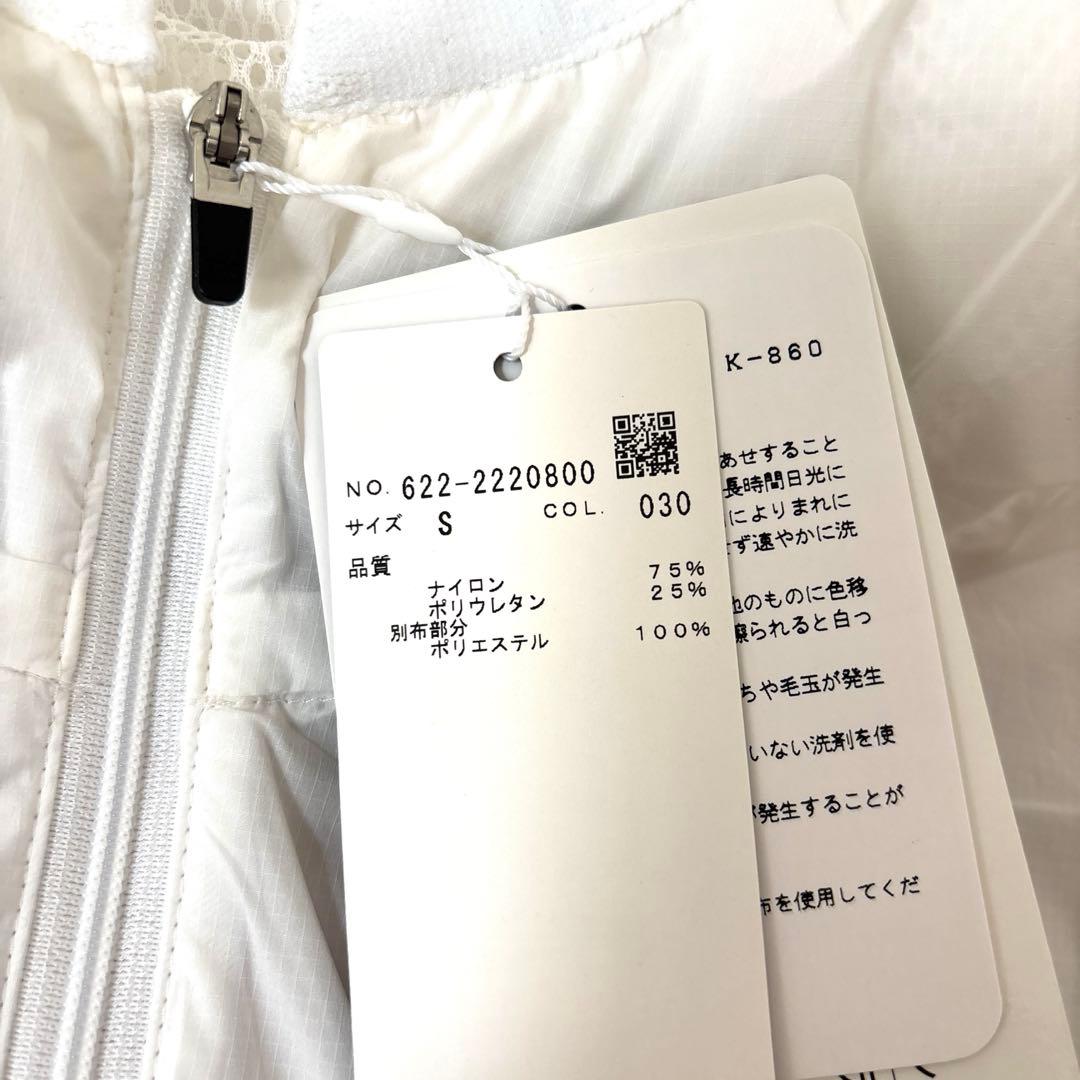 NO. 622-2220800
サイズ S COL. 030
品質
ナイロン 75%
ポリウレタン 25%
別布部分
ポリエステル 100%
K-860
あせすること
長時間日光に
によりまれに
ず速やかに洗
他のものに色移
擦られると白っ
ちや毛玉が発生
いない洗剤を使
が発生することが
布を使用してくだ